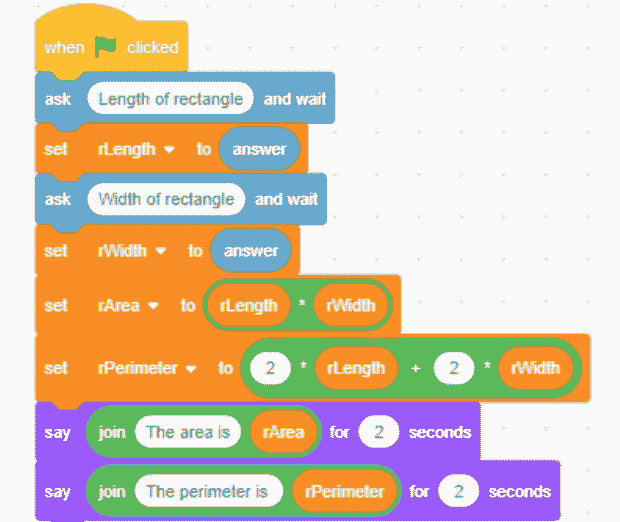 when clicked
ask Length of rectangle and wait
set rLength to answer
ask Width of rectangle and wait
set rWidth to answer
set rArea to rLength * rWidth
set rPerimeter to 2 * rLength + 2 * rWidth
say join The area is rArea for 2 seconds
say join The perimeter is rPerimeter for 2 seconds